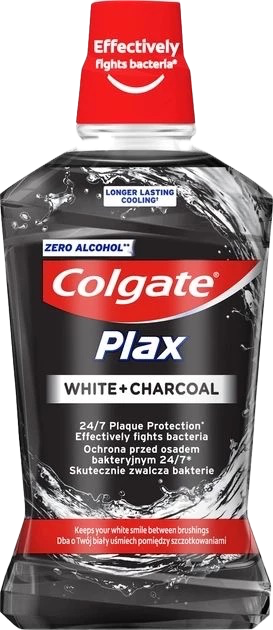 Effectively
fights bacteria*
LONGER LASTING
COOLING†
ZERO ALCOHOL**
Colgate®
Plax
WHITE+CHARCOAL
24/7 Plaque Protection*
Effectively fights bacteria
Ochrona przed osadem
bakteryjnym 24/7*
Skutecznie zwalcza bakterie
Keeps your white smile between brushings
Dba o Twój biały uśmiech pomiędzy szczotkowaniami